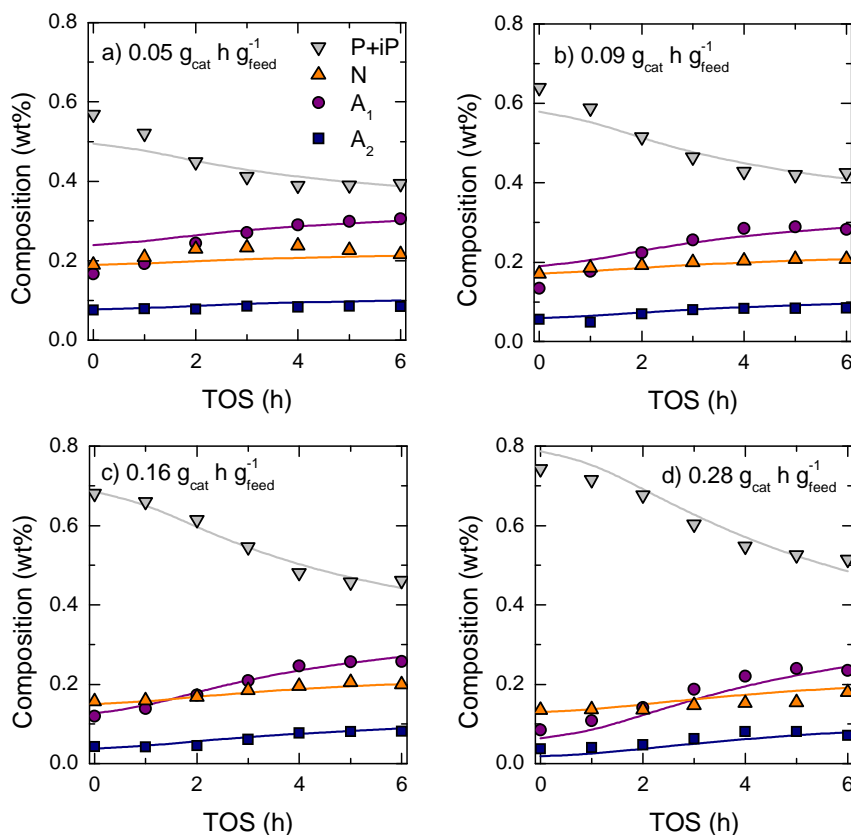 a) 0.05 g_cat h g_feed^-1
P+iP
N
A_1
A_2
Composition (wt%)
0.8
0.6
0.4
0.2
0.0
0 2 4 6
TOS (h)
b) 0.09 g_cat h g_feed^-1
Composition (wt%)
0.8
0.6
0.4
0.2
0.0
0 2 4 6
TOS (h)
c) 0.16 g_cat h g_feed^-1
Composition (wt%)
0.8
0.6
0.4
0.2
0.0
0 2 4 6
TOS (h)
d) 0.28 g_cat h g_feed^-1
Composition (wt%)
0.8
0.6
0.4
0.2
0.0
0 2 4 6
TOS (h)